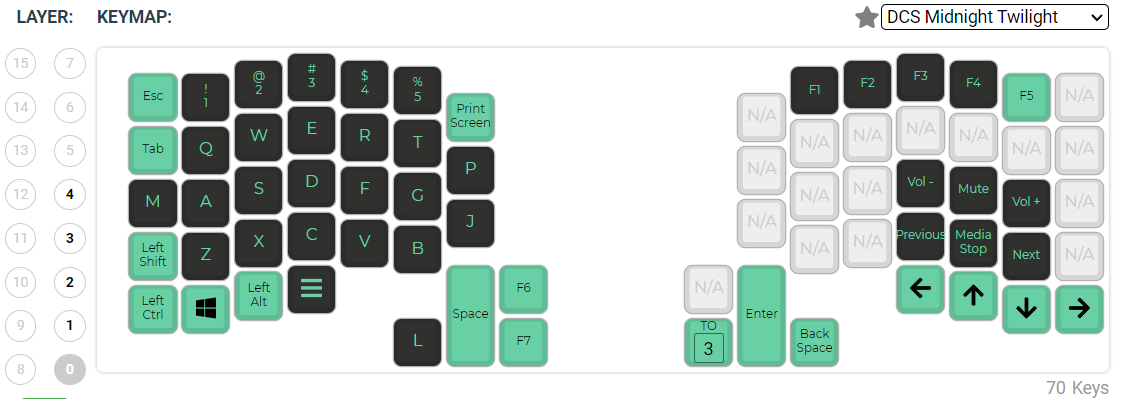 LAYER: KEYMAP: DCS Midnight Twilight
15 7
14 6
13 5
12 4
11 3
10 2
9 1
8 0
Esc ! @ # $ %
1 2 3 4 5
Print
Screen
Tab Q W E R T P
M A S D F G J
Left
Shift
Z X C V B
Left
Ctrl
Left
Alt
Space F6
L F7
N/A F1 F2 F3 F4 F5 N/A
N/A N/A N/A N/A N/A N/A N/A
N/A N/A N/A Vol - Mute Vol + N/A
N/A N/A Previous Media
Stop
Next N/A
N/A Enter
TO
3
Back
Space
70 Keys